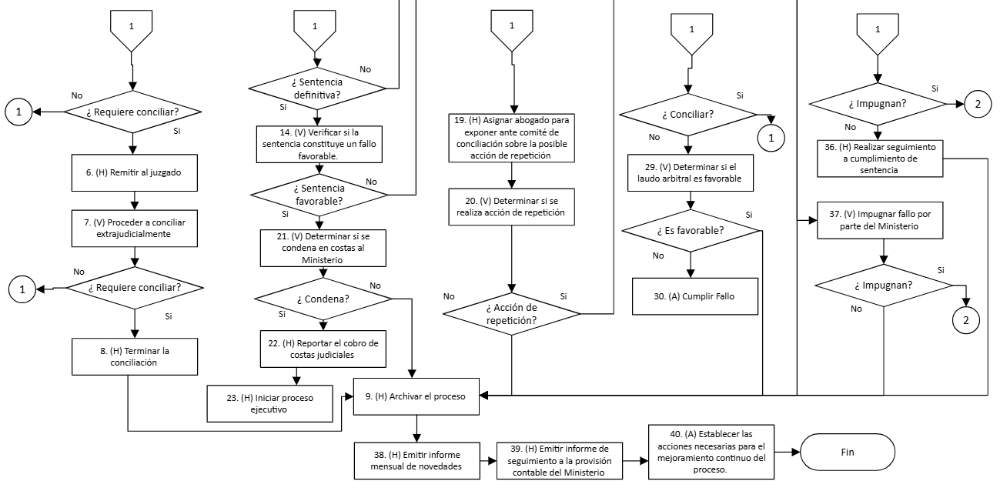 1
No
¿ Requiere conciliar?
1
Si
6. (H) Remitir al juzgado
7. (V) Proceder a conciliar
extrajudicialmente
No
¿ Requiere conciliar?
1
Si
8. (H) Terminar la
conciliación
1
No
¿ Sentencia
definitiva?
Si
14. (V) Verificar si la
sentencia constituye un fallo
favorable.
No
¿ Sentencia
favorable?
Si
21. (V) Determinar si se
condena en costas al
Ministerio
No
¿ Condena?
Si
22. (H) Reportar el cobro de
costas judiciales
23. (H) Iniciar proceso
ejecutivo
1
19. (H) Asignar abogado para
exponer ante comité de
conciliación sobre la posible
acción de repetición
20. (V) Determinar si se
realiza acción de repetición
No
Si
¿ Acción de
repetición?
1
Si
¿ Conciliar?
No
1
29. (V) Determinar si el
laudo arbitral es favorable
Si
¿ Es favorable?
No
30. (A) Cumplir Fallo
1
Si
¿ Impugnan?
2
No
36. (H) Realizar seguimiento
a cumplimiento de
sentencia
37. (V) Impugnar fallo por
parte del Ministerio
Si
¿ Impugnan?
No
2
9. (H) Archivar el proceso
38. (H) Emitir informe
mensual de novedades
39. (H) Emitir informe de
seguimiento a la provisión
contable del Ministerio
40. (A) Establecer las
acciones necesarias para el
mejoramiento continuo del
proceso.
Fin